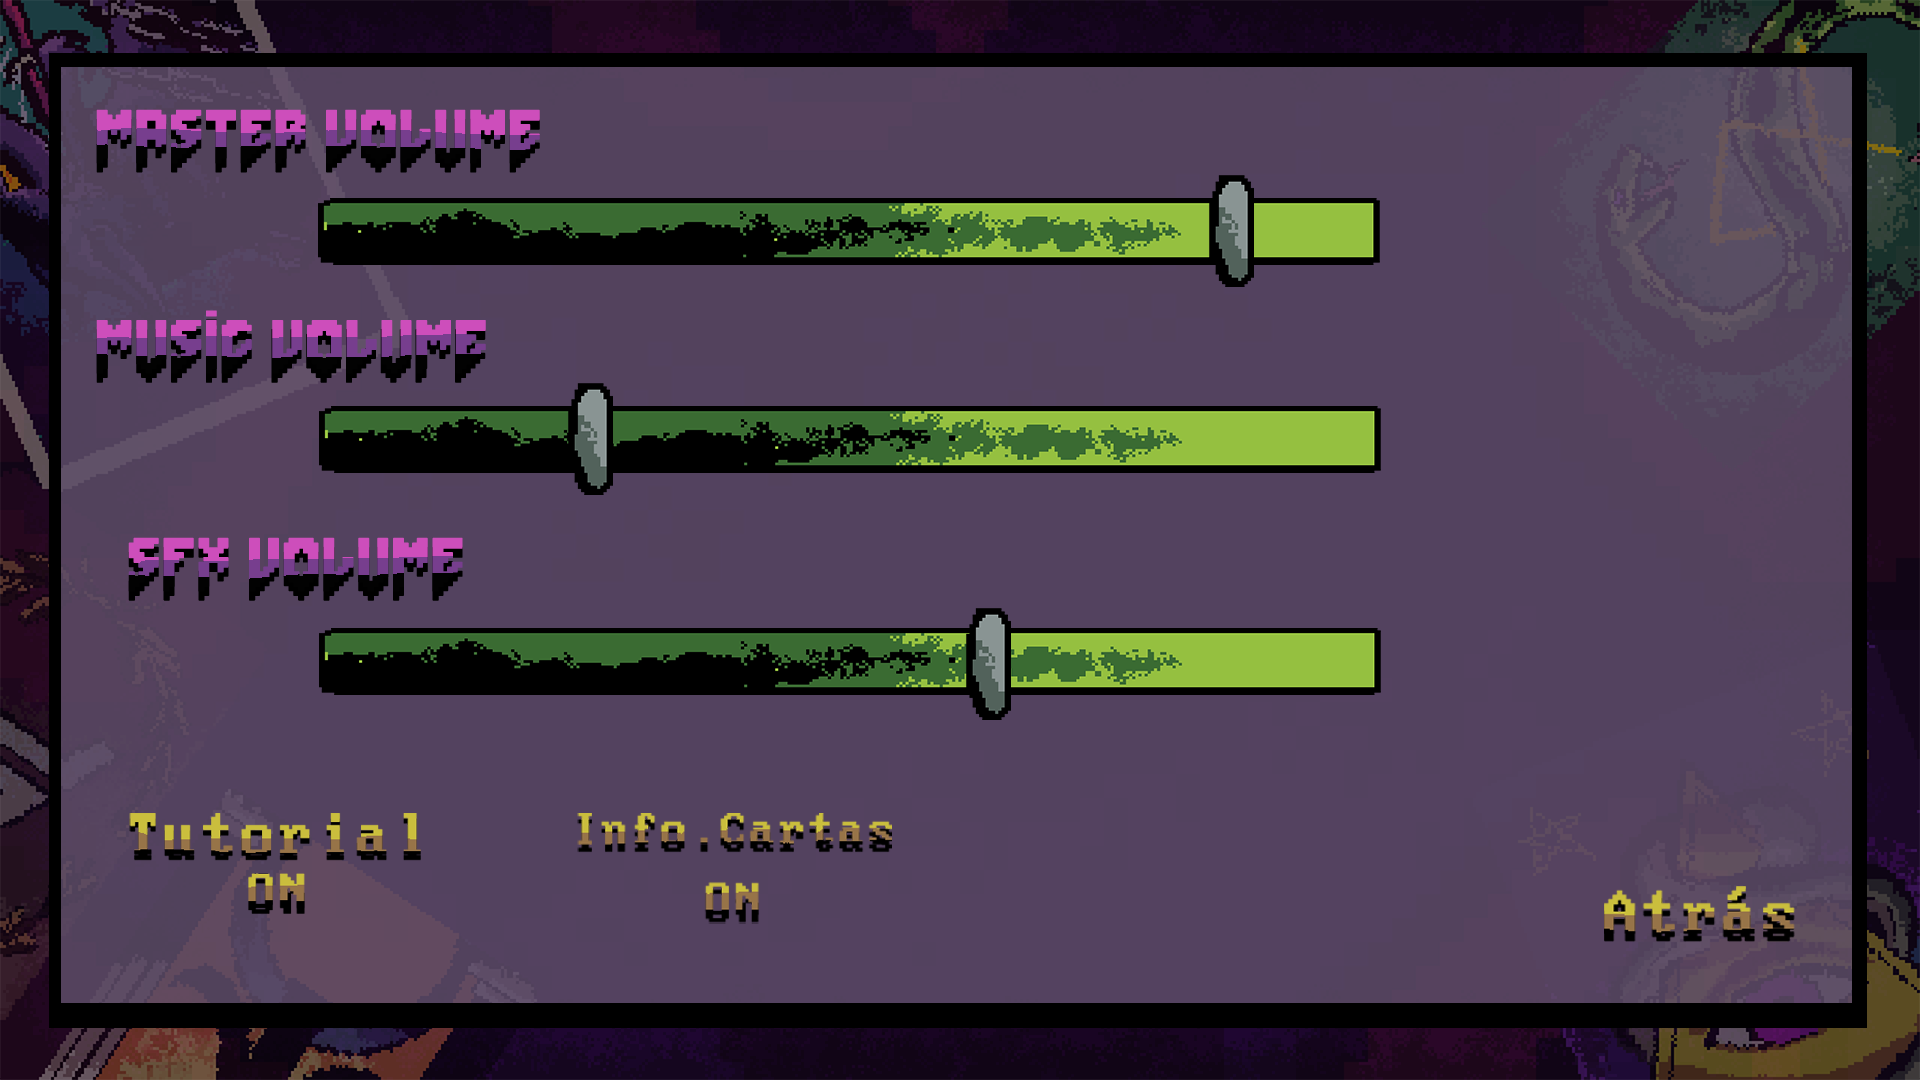 MASTER VOLUME
MUSiC VOLUME
SFX VOLUME
Tutorial
ON
Info.Cartas
ON
Atrás